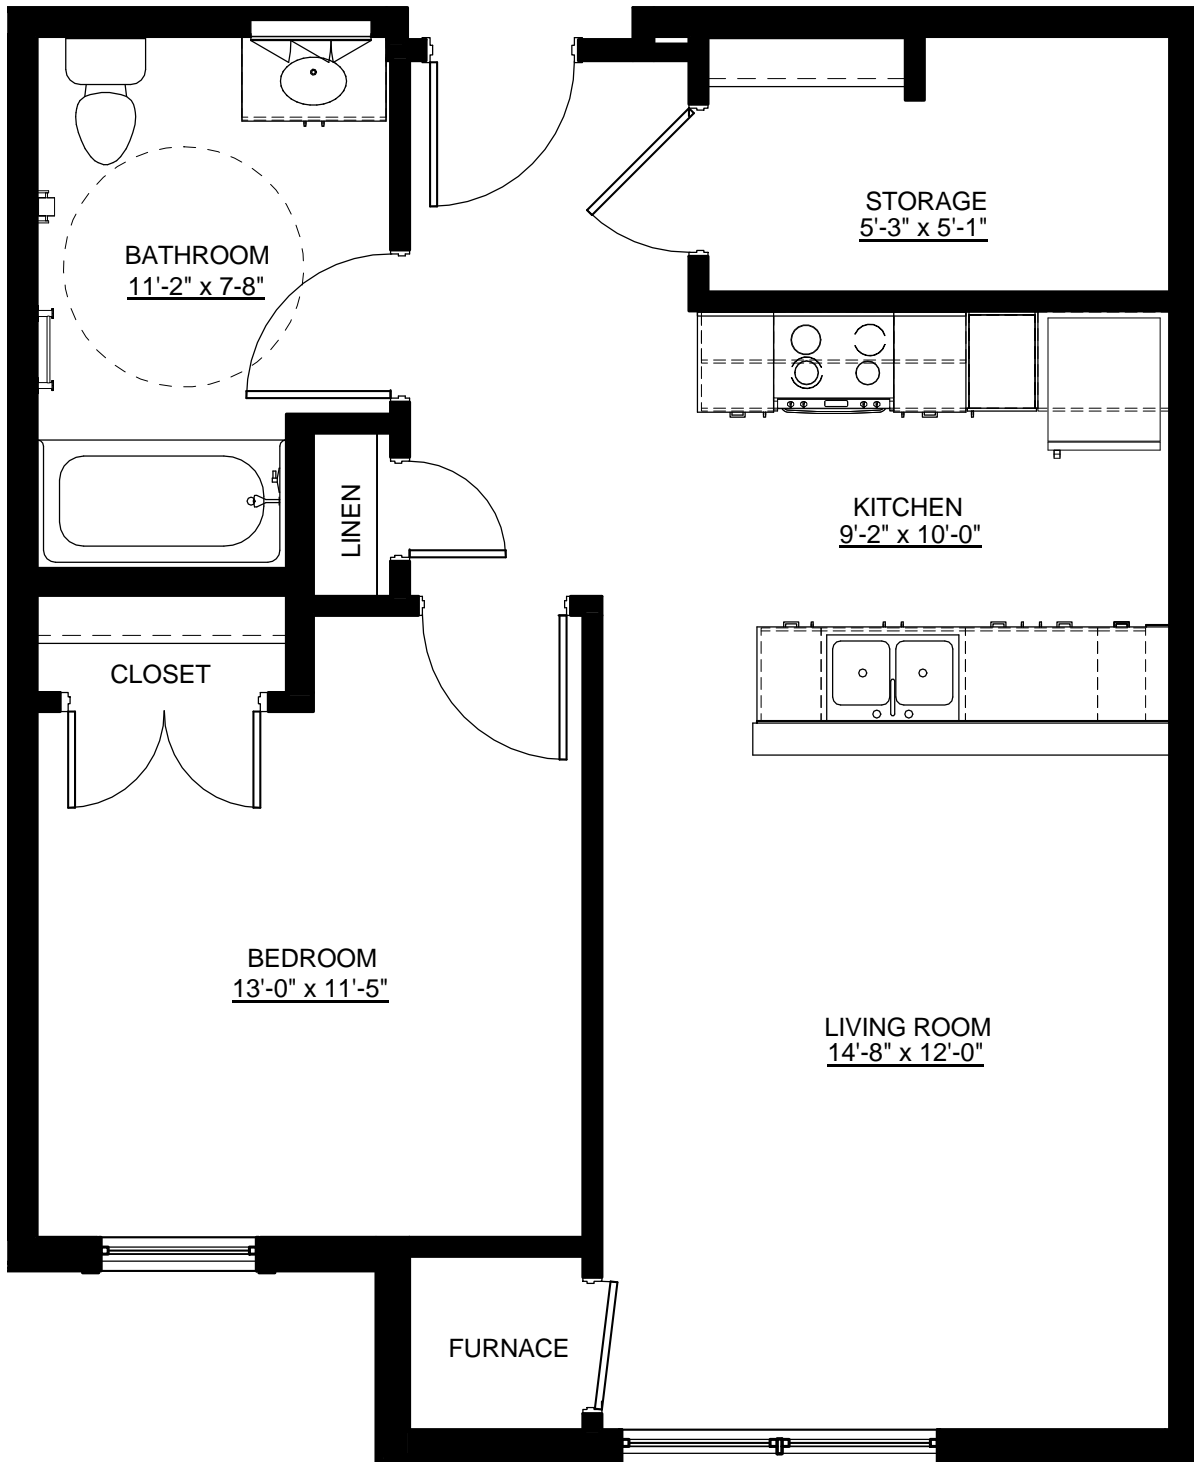 STORAGE
5'-3" x 5'-1"
BATHROOM
11'-2" x 7-8"
LINEN
KITCHEN
9'-2" x 10'-0"
CLOSET
BEDROOM
13'-0" x 11'-5"
LIVING ROOM
14'-8" x 12'-0"
FURNACE